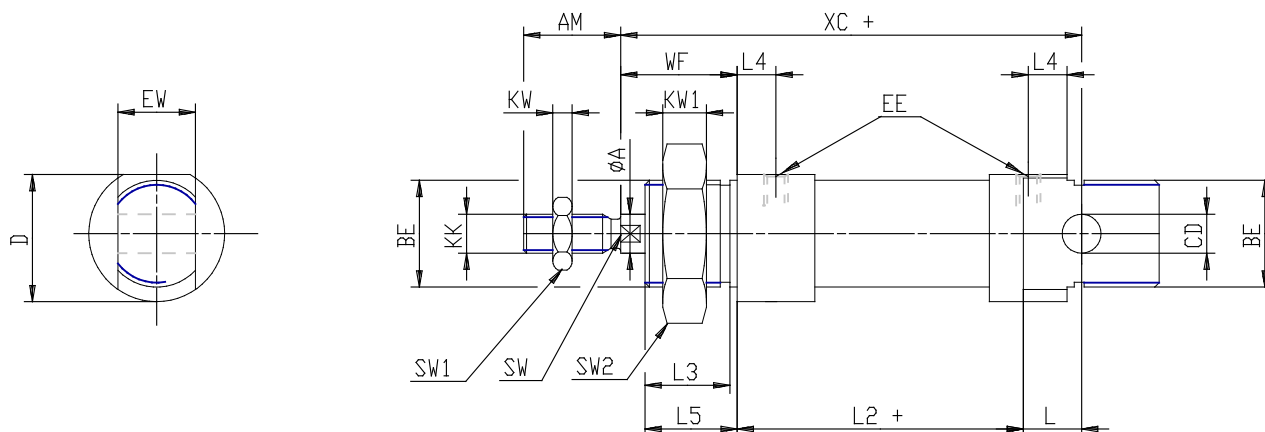 AM
XC +
WF
L4
L4
EW
KW
KW1
EE
ØA
D
BE
KK
CD
BE
SW1
SW
SW2
L3
L5
L2 +
L